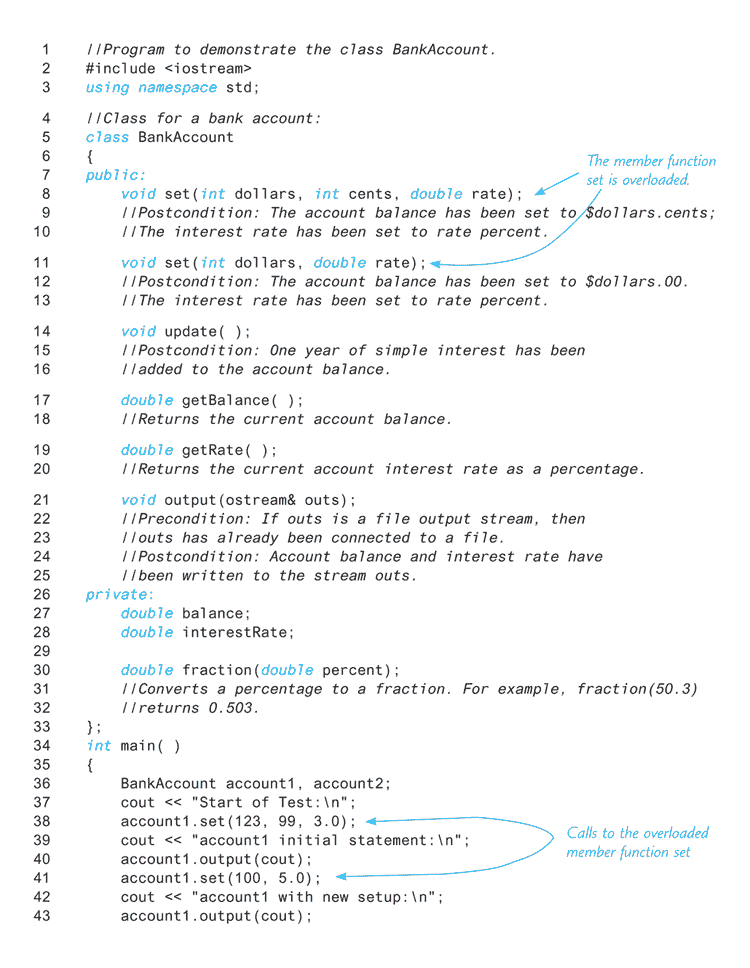 1 //Program to demonstrate the class BankAccount.
2 #include <iostream>
3 using namespace std;
4 //Class for a bank account:
5 class BankAccount
6 {
7 public:
The member function
set is overloaded.
8 void set(int dollars, int cents, double rate);
9 //Postcondition: The account balance has been set to $dollars.cents;
10 //The interest rate has been set to rate percent.
11 void set(int dollars, double rate);
12 //Postcondition: The account balance has been set to $dollars.00.
13 //The interest rate has been set to rate percent.
14 void update( );
15 //Postcondition: One year of simple interest has been
16 //added to the account balance.
17 double getBalance( );
18 //Returns the current account balance.
19 double getRate( );
20 //Returns the current account interest rate as a percentage.
21 void output(ostream& outs);
22 //Precondition: If outs is a file output stream, then
23 //outs has already been connected to a file.
24 //Postcondition: Account balance and interest rate have
25 //been written to the stream outs.
26 private:
27 double balance;
28 double interestRate;
29
30 double fraction(double percent);
31 //Converts a percentage to a fraction. For example, fraction(50.3)
32 //returns 0.503.
33 };
34 int main( )
35 {
36 BankAccount account1, account2;
37 cout << "Start of Test:\n";
38 account1.set(123, 99, 3.0);
39 cout << "account1 initial statement:\n";
40 account1.output(cout);
41 account1.set(100, 5.0);
42 cout << "account1 with new setup:\n";
43 account1.output(cout);
Calls to the overloaded
member function set